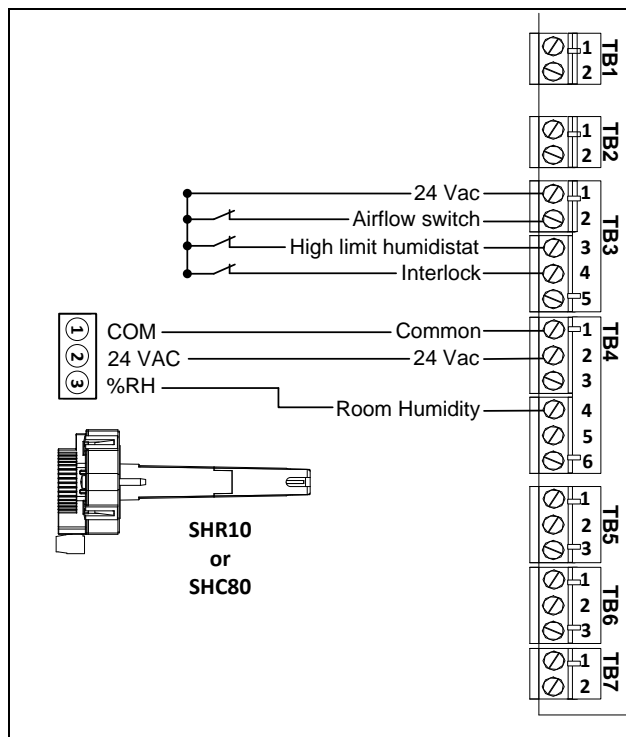 1
2
TB1
1
2
TB2
24 Vac 1
Airflow switch 2
High limit humidistat 3
Interlock 4
5
TB3
1 COM Common 1
2 24 VAC 24 Vac 2
3 %RH 3
Room Humidity 4
5
6
TB4
SHR10
or
SHC80
1
2
3
TB5
1
2
3
TB6
1
2
TB7